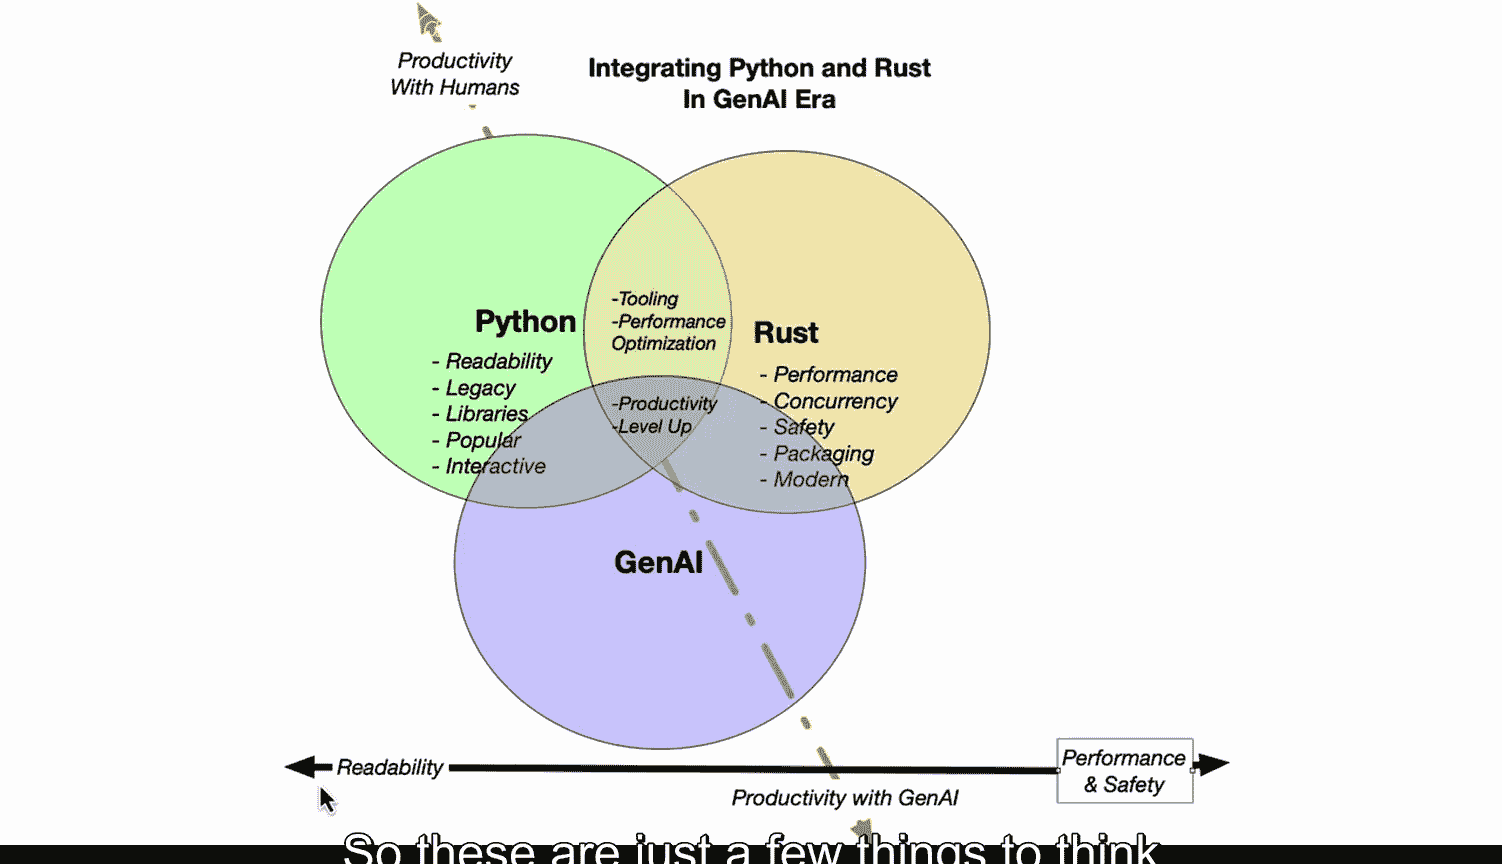 Productivity
With Humans
Integrating Python and Rust
In GenAI Era
Python
- Readability
- Legacy
- Libraries
- Popular
- Interactive
-Tooling
-Performance
Optimization
-Productivity
-Level Up
Rust
- Performance
- Concurrency
- Safety
- Packaging
- Modern
GenAI
Readability
Performance
& Safety
Productivity with GenAI
So these are just a few things to think